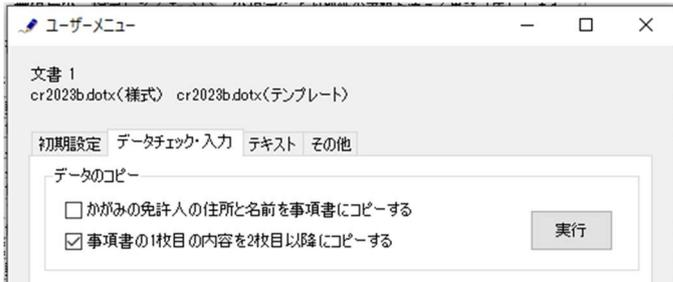 ユーザーメニュー
文書 1
cr2023b.dotx(様式) cr2023b.dotx(テンプレート)
初期設定 データチェック・入力 テキスト その他
データのコピー
かがみの免許人の住所と名前を事項書にコピーする
事項書の1枚目の内容を2枚目以降にコピーする
実行